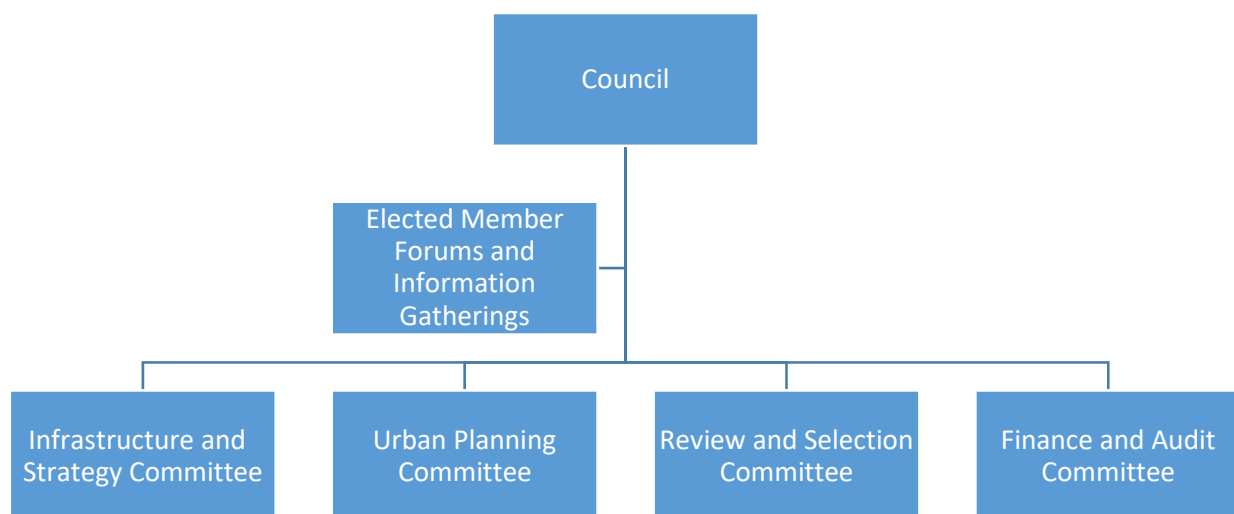 Council
Elected Member
Forums and
Information
Gatherings
Infrastructure and
Strategy Committee
Urban Planning
Committee
Review and Selection
Committee
Finance and Audit
Committee